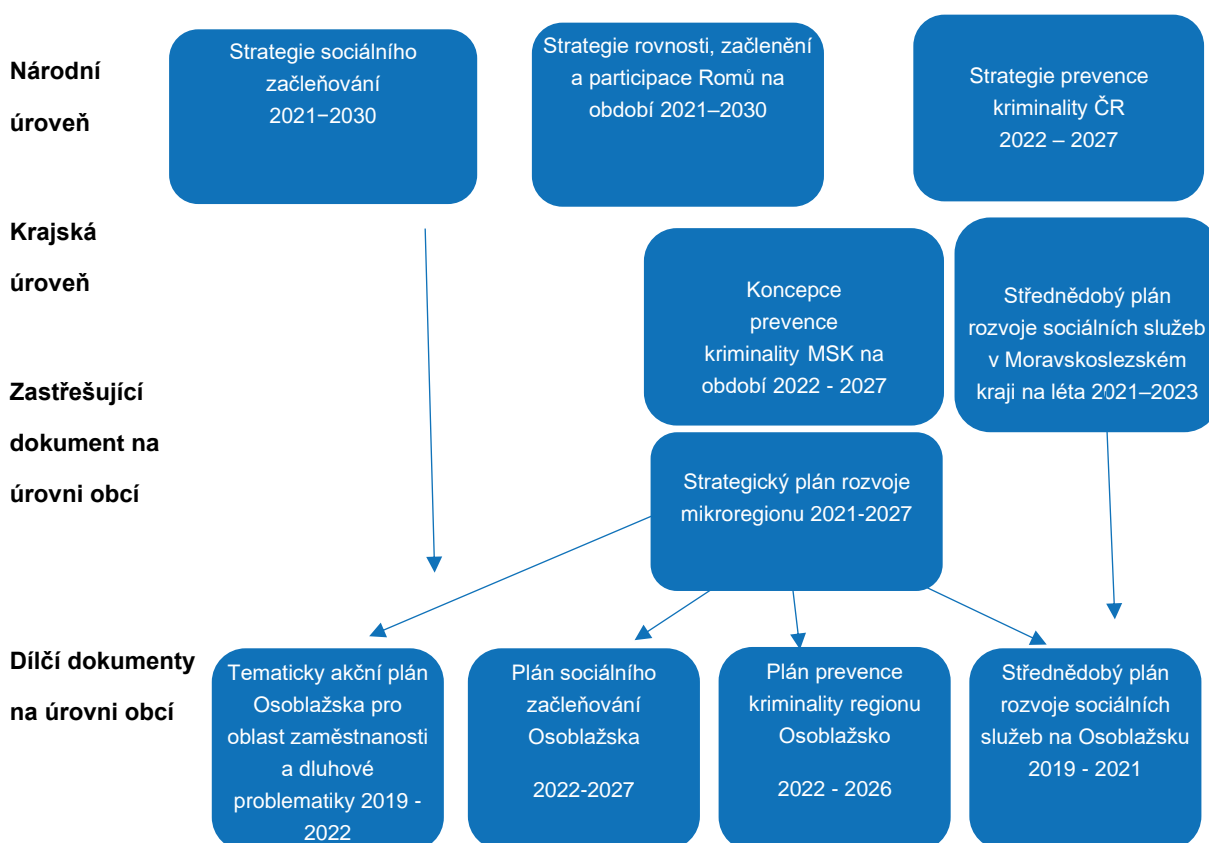 Národní
úroveň
Strategie sociálního
začleňování
2021−2030
Strategie rovnosti, začlenění
a participace Romů na
období 2021–2030
Strategie prevence
kriminality ČR
2022 – 2027
Krajská
úroveň
Koncepce
prevence
kriminality MSK na
období 2022 - 2027
Střednědobý plán
rozvoje sociálních služeb
v Moravskoslezském
kraji na léta 2021–2023
Zastřešující
dokument na
úrovni obcí
Strategický plán rozvoje
mikroregionu 2021-2027
Dílčí dokumenty
na úrovni obcí
Tematicky akční plán
Osoblažska pro
oblast zaměstnanosti
a dluhové
problematiky 2019 -
2022
Plán sociálního
začleňování
Osoblažska
2022-2027
Plán prevence
kriminality regionu
Osoblažsko
2022 - 2026
Střednědobý plán
rozvoje sociálních
služeb na Osoblažsku
2019 - 2021